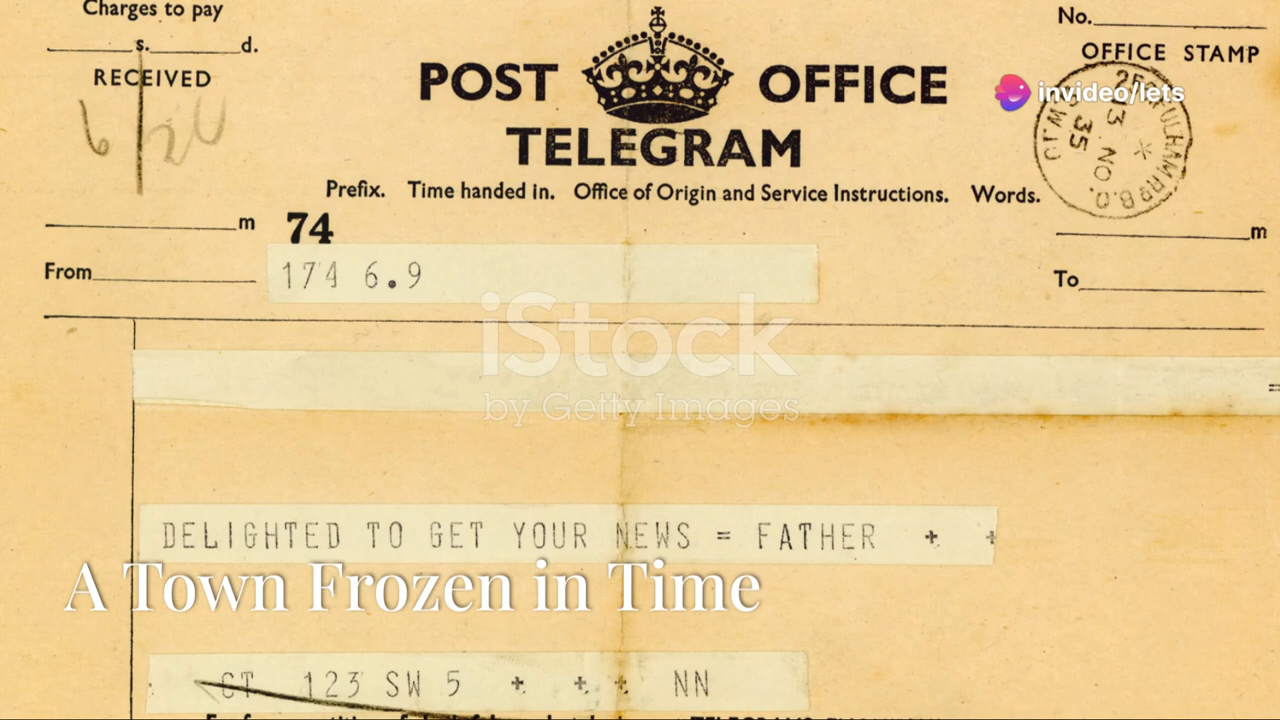 Charges to pay
s. d.
RECEIVED
POST OFFICE
TELEGRAM
No.
OFFICE STAMP
invideo/lets
Prefix. Time handed in. Office of Origin and Service Instructions. Words.
m
74
m
From
174 6.9
To
iStock
by Getty Images
=
DELIGHTED TO GET YOUR NEWS = FATHER + +
A Town Frozen in Time
CT 123 SW 5 + + + NN